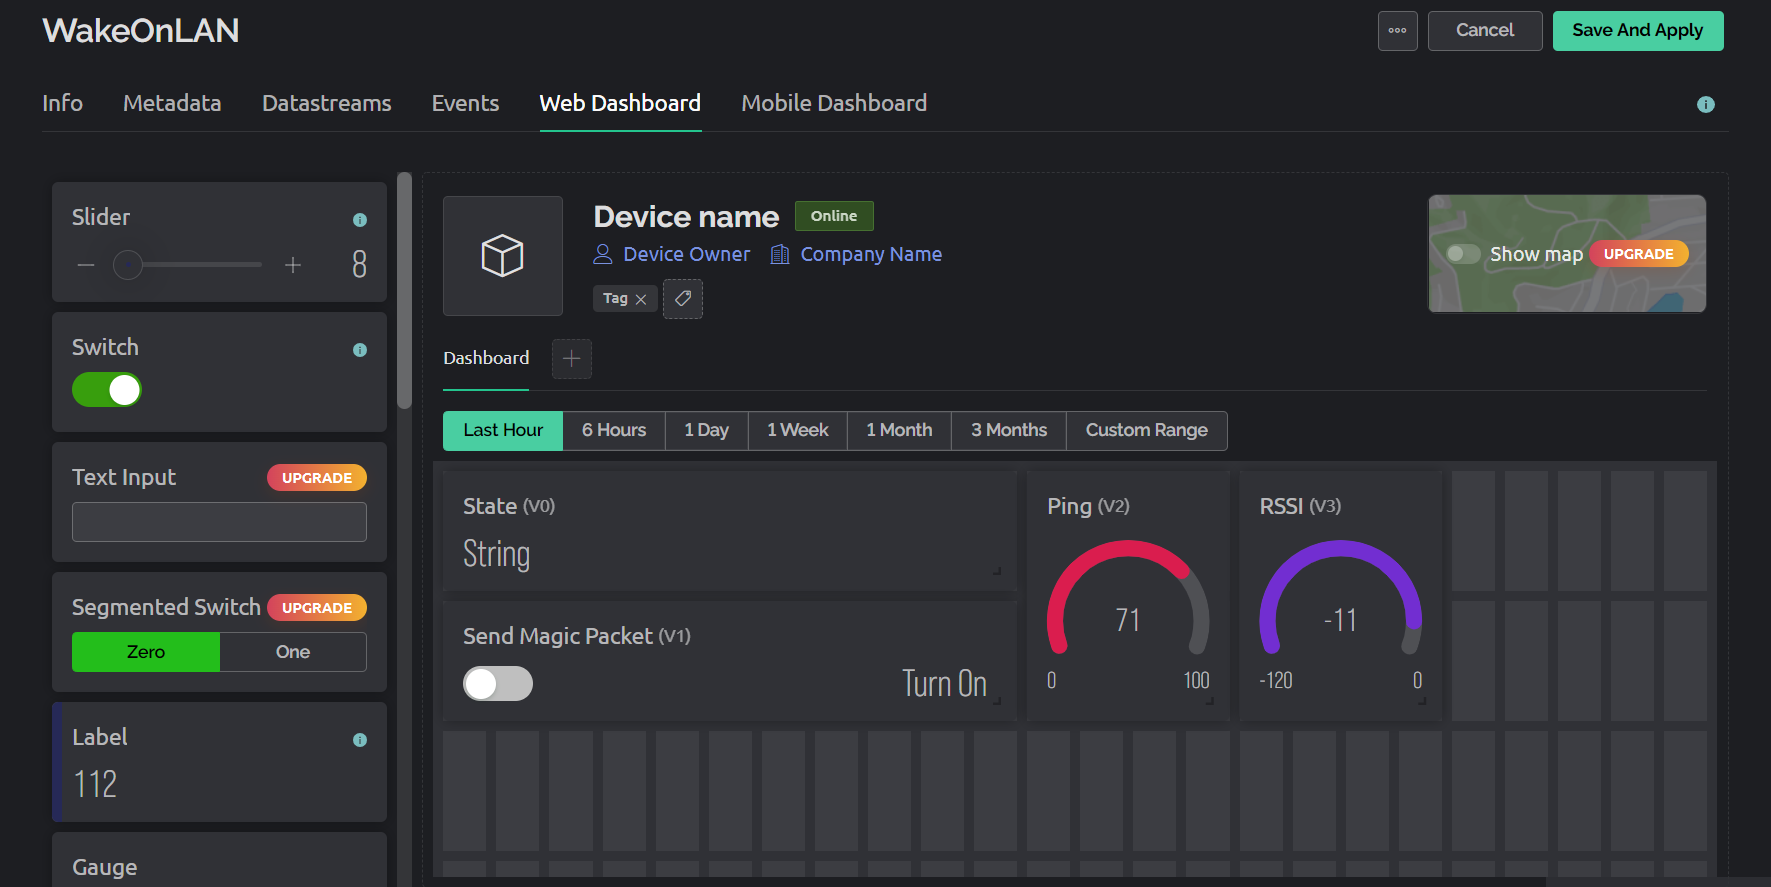 WakeOnLAN
Cancel
Save And Apply
Info
Metadata
Datastreams
Events
Web Dashboard
Mobile Dashboard
Slider
8
Switch
Text Input
UPGRADE
Segmented Switch
UPGRADE
Zero
One
Label
112
Gauge
Device name
Online
Device Owner
Company Name
Tag
Show map
UPGRADE
Dashboard
Last Hour
6 Hours
1 Day
1 Week
1 Month
3 Months
Custom Range
State (V0)
String
Send Magic Packet (V1)
Turn On
Ping (V2)
71
0
100
RSSI (V3)
-11
-120
0